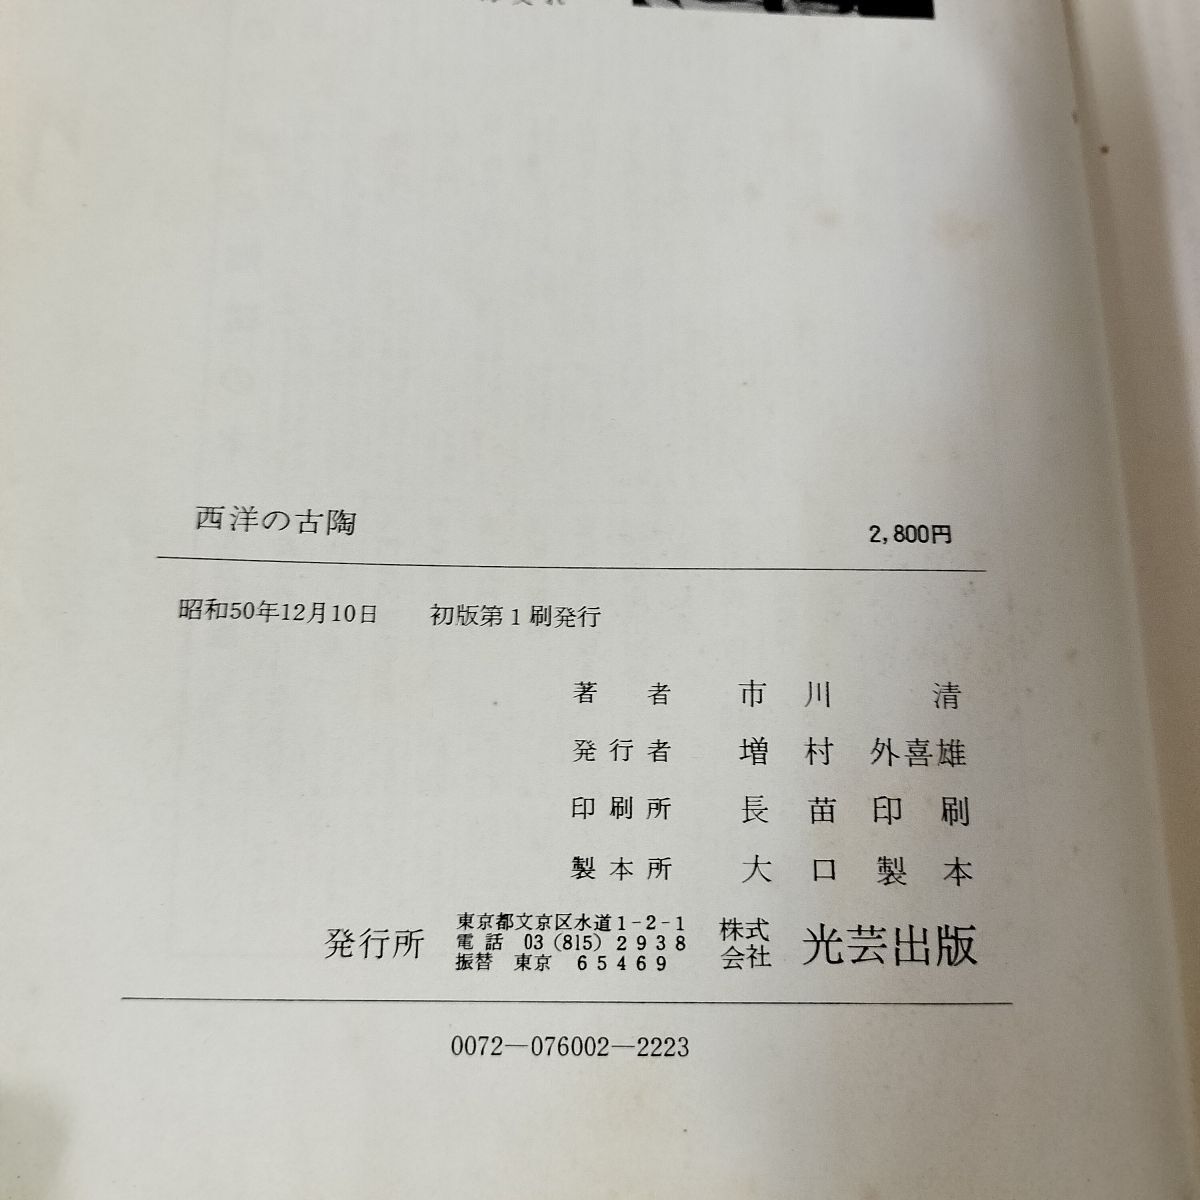 西洋の古陶 2,800円
昭和50年12月10日 初版第1刷発行
著者 市川 清
発行者 増村 外喜雄
印刷所 長苗印刷
製本所 大口製本
発行所 東京都文京区水道1-2-1
電話 03(815)2938
振替 東京 65469
株式会社 光芸出版
0072—076002—2223